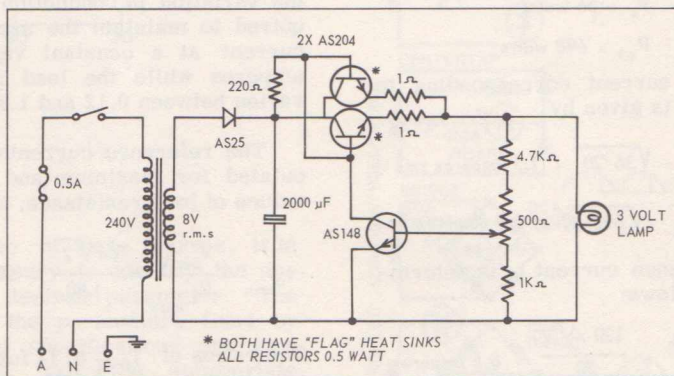 2X AS204
*
220Ω
1Ω
1Ω
AS25
*
4.7KΩ
0.5A
2000 µF
500Ω
240V
8V
r.m.s
AS148
3 VOLT
LAMP
1KΩ
* BOTH HAVE "FLAG" HEAT SINKS
ALL RESISTORS 0.5 WATT
A N E